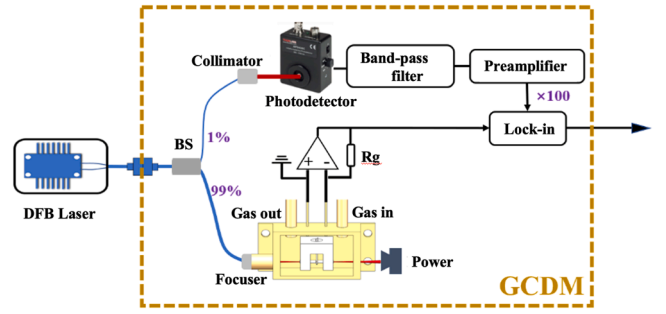 Collimator
Photodetector
Band-pass
filter
Preamplifier
×100
Lock-in
BS
1%
99%
DFB Laser
+ -
Rg
Gas out
Gas in
Focuser
Power
GCDM